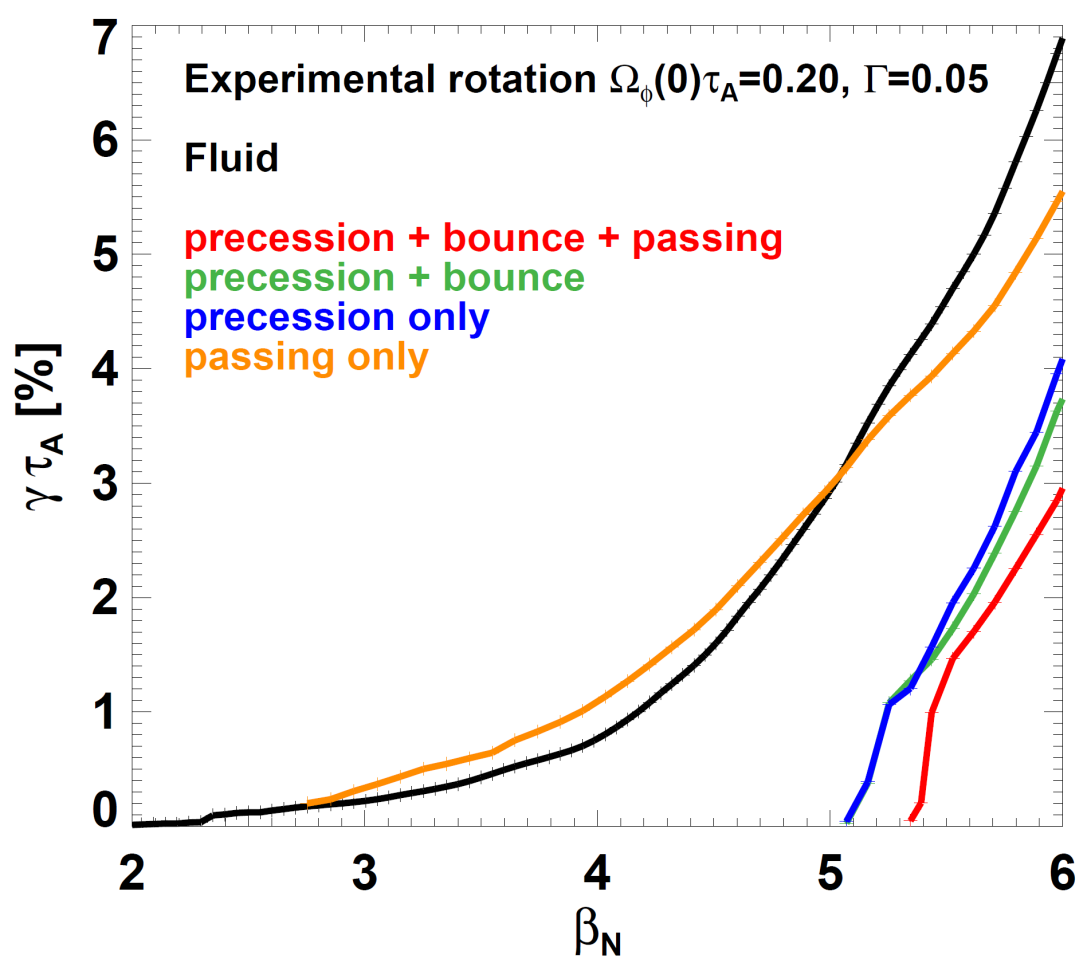 7
6
5
4
3
2
1
0
γ τA [%]
Experimental rotation Ωϕ(0)τA=0.20, Γ=0.05
Fluid
precession + bounce + passing
precession + bounce
precession only
passing only
2 3 4 5 6
βN